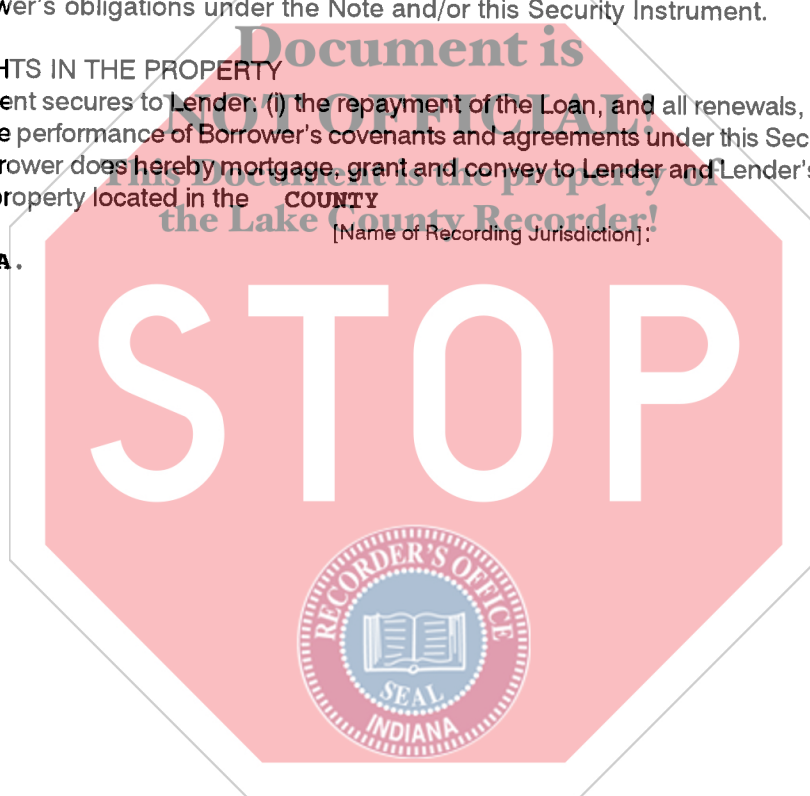 wer's obligations under the Note and/or this Security Instrument.
Document is
HTS IN THE PROPERTY
ent secures to Lender: (i) the repayment of the Loan, and all renewals,
NOT OFFICIAL!
e performance of Borrower's covenants and agreements under this Sec
rower does hereby mortgage, grant and convey to Lender and Lender's
This Document is the property of
property located in the COUNTY
the Lake County Recorder!
[Name of Recording Jurisdiction]:
A.
STOP
RECORDER'S OFFICE
SEAL
INDIANA